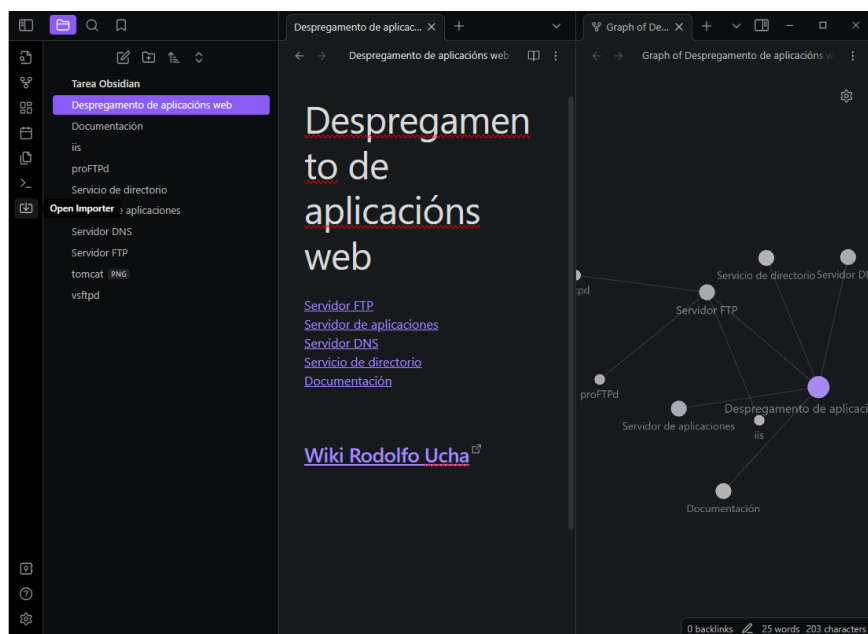 Despregamento de aplicac...
Graph of De...
Despregamento de aplicacións web
Graph of Despregamento de aplicacións w
Tarea Obsidian
Despregamento de aplicacións web
Documentación
iis
proFTPd
Servicio de directorio
Open Importer
e aplicaciones
Servidor DNS
Servidor FTP
tomcat PNG
vsftpd
Despregamen
to de
aplicacións
web
Servidor FTP
Servidor de aplicaciones
Servidor DNS
Servicio de directorio
Documentación
Wiki Rodolfo Ucha
Servicio de directorio
Servidor DN
tpd
Servidor FTP
proFTPd
Despregamento de aplicaci
Servidor de aplicaciones
iis
Documentación
0 backlinks 25 words 203 characters